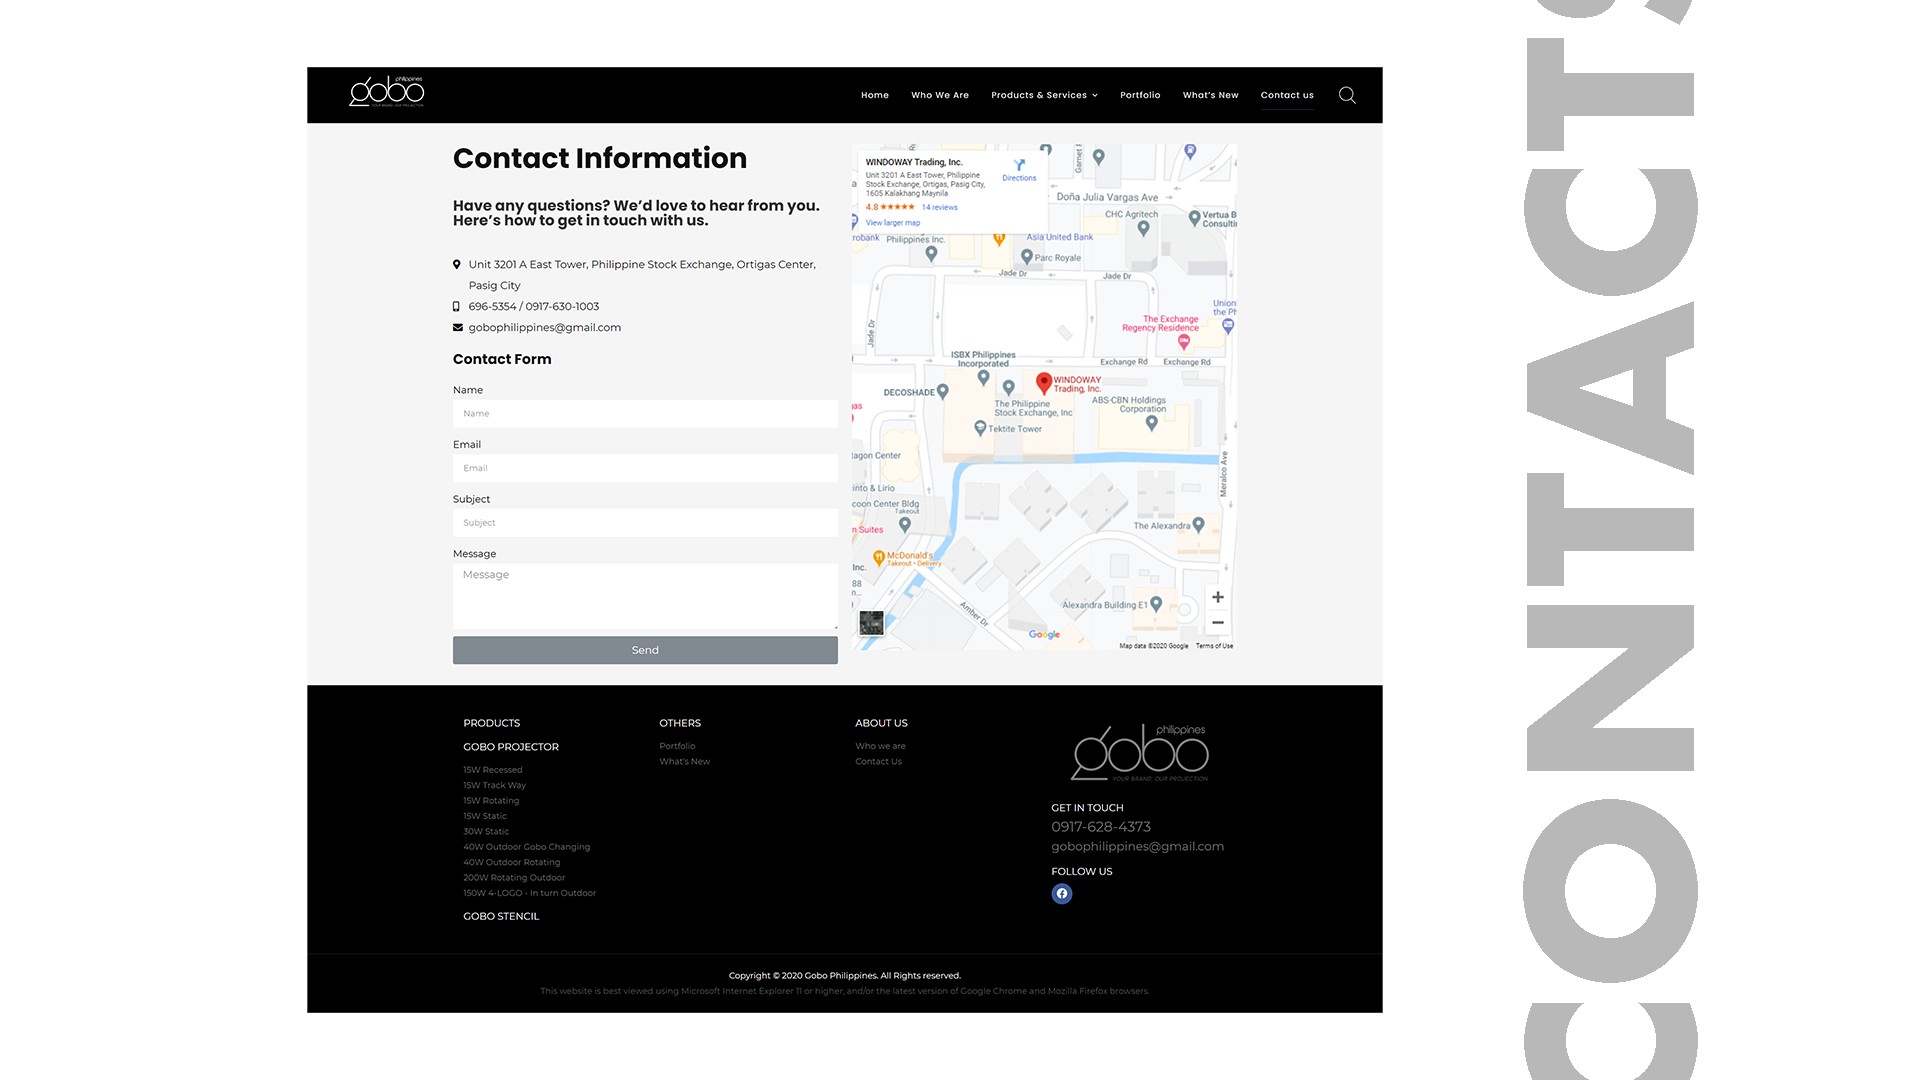 gobo
philippines
YOUR BRAND OUR PROJECTION
Home
Who We Are
Products & Services
Portfolio
What's New
Contact us
Contact Information
Have any questions? We'd love to hear from you.
Here's how to get in touch with us.
Unit 3201 A East Tower, Philippine Stock Exchange, Ortigas Center,
Pasig City
696-5354 / 0917-630-1003
gobophilippines@gmail.com
Contact Form
Name
Name
Email
Email
Subject
Subject
Message
Message
Send
WINDOWAY Trading, Inc.
Unit 3201 A East Tower, Philippine
Stock Exchange, Ortigas, Pasig City,
1605 Kalakhang Maynila
4.8
14 reviews
View larger map
Directions
Garnet R
Doña Julia Vargas Ave
CHC Agritech
Vertua B
Consulti
robank
Philippines Inc.
Asia United Bank
Parc Royale
Jade Dr
Jade Dr
Jade Dr
Union
the Ph
The Exchange
Regency Residence
ISBX Philippines
Incorporated
Exchange Rd
Exchange Rd
DECOSHADE
WINDOWAY
Trading, Inc.
The Philippine
Stock Exchange, Inc
ABS-CBN Holdings
Corporation
Tektite Tower
agon Center
Meralco Ave
into & Lirio
coon Center Bldg
Takeout
n Suites
The Alexandra
McDonald's
Takeout • Delivery
Inc.
88
Amber Dr
Alexandra Building E1
Google
Map data ©2020 Google
Terms of Use
PRODUCTS
GOBO PROJECTOR
15W Recessed
15W Track Way
15W Rotating
15W Static
30W Static
40W Outdoor Gobo Changing
40W Outdoor Rotating
200W Rotating Outdoor
150W 4-LOGO - In turn Outdoor
GOBO STENCIL
OTHERS
Portfolio
What's New
ABOUT US
Who we are
Contact Us
gobo
philippines
YOUR BRAND OUR PROJECTION
GET IN TOUCH
0917-628-4373
gobophilippines@gmail.com
FOLLOW US
Copyright © 2020 Gobo Philippines. All Rights reserved.
This website is best viewed using Microsoft Internet Explorer 11 or higher, and/or the latest version of Google Chrome and Mozilla Firefox browsers.
CONTACTS